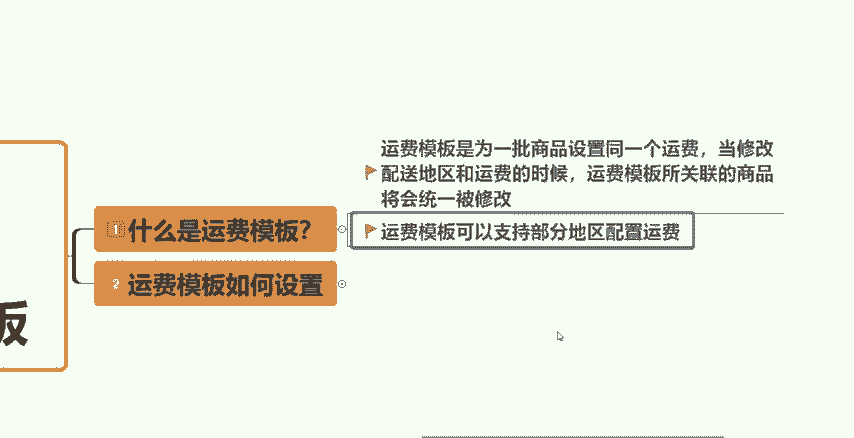 运费模板是为一批商品设置同一个运费，当修改
配送地区和运费的时候，运费模板所关联的商品
将会统一被修改
1 什么是运费模板？
运费模板可以支持部分地区配置运费
2 运费模板如何设置
板